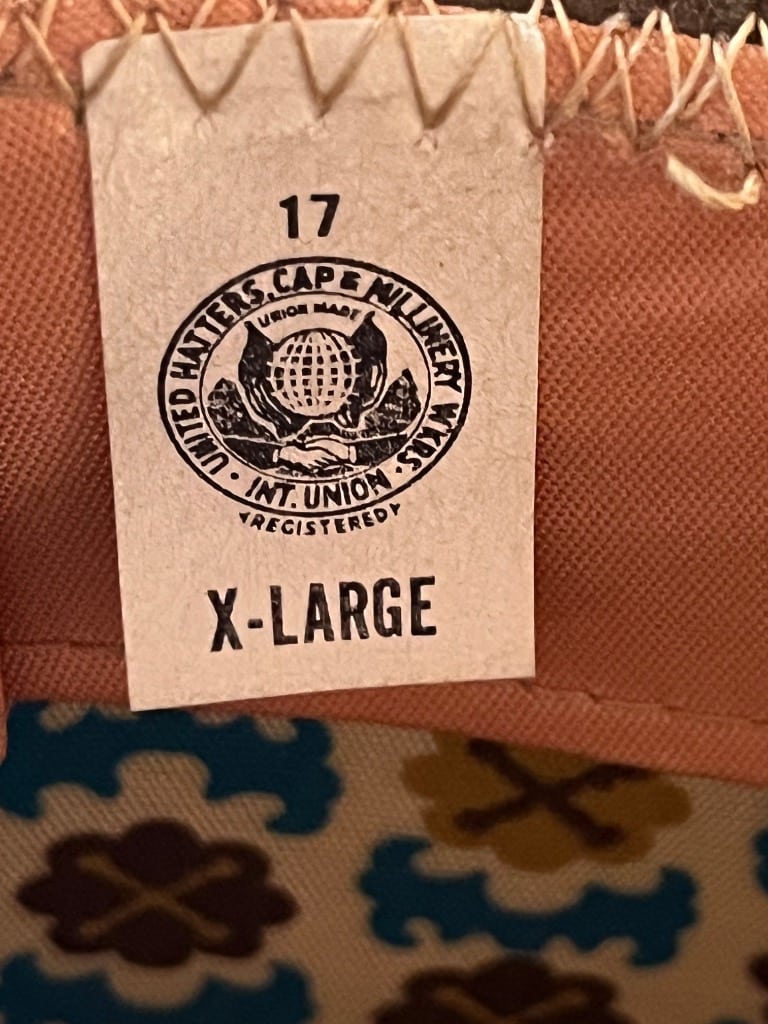 17
UNITED HATTERS, CAP & MILLINERY WKRS.
UNION MADE
· INT. UNION ·
REGISTERED
X-LARGE